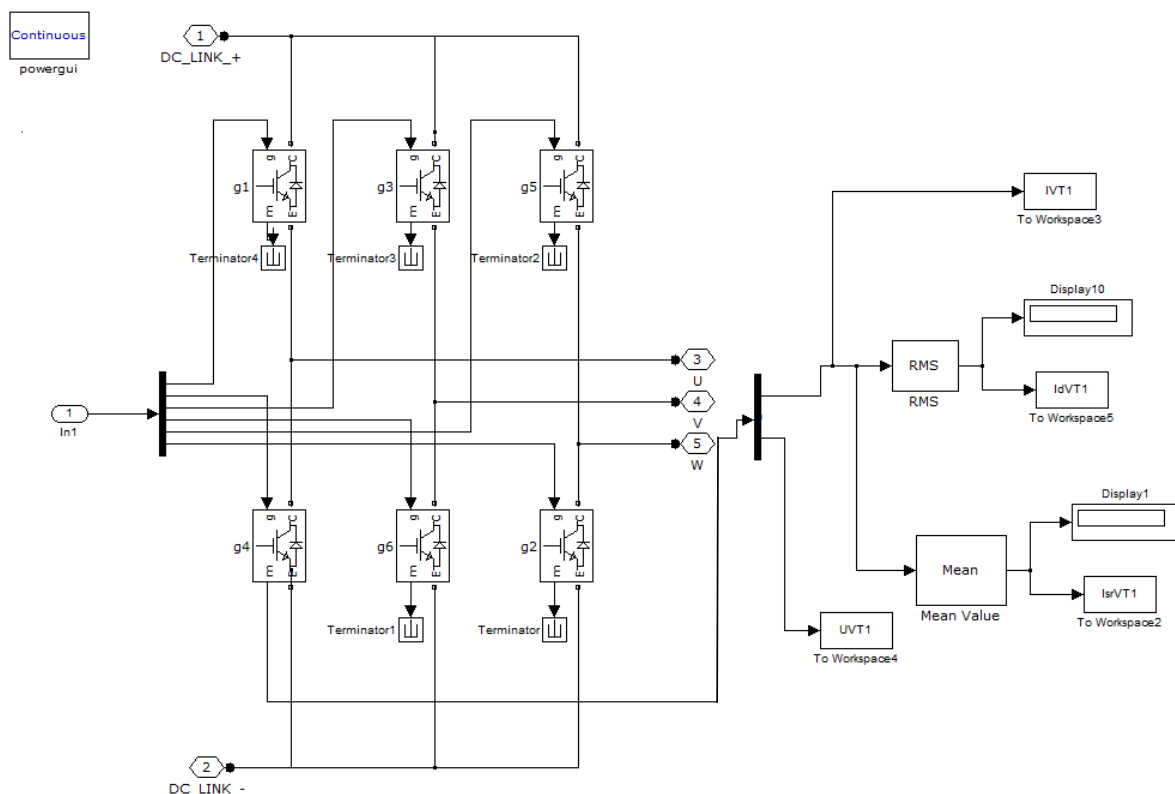 Continuous
powergui
1
DC_LINK_+
g C
g1
m E
Terminator4
g C
g3
m E
Terminator3
g C
g5
m E
Terminator2
IVT1
To Workspace3
Display10
RMS
RMS
IdVT1
To Workspace5
3
U
4
V
5
W
1
In1
g C
g4
m E
g C
g6
m E
Terminator1
g C
g2
m E
Terminator
Display1
Mean
Mean Value
IsrVT1
To Workspace2
UVT1
To Workspace4
2
DC LINK -